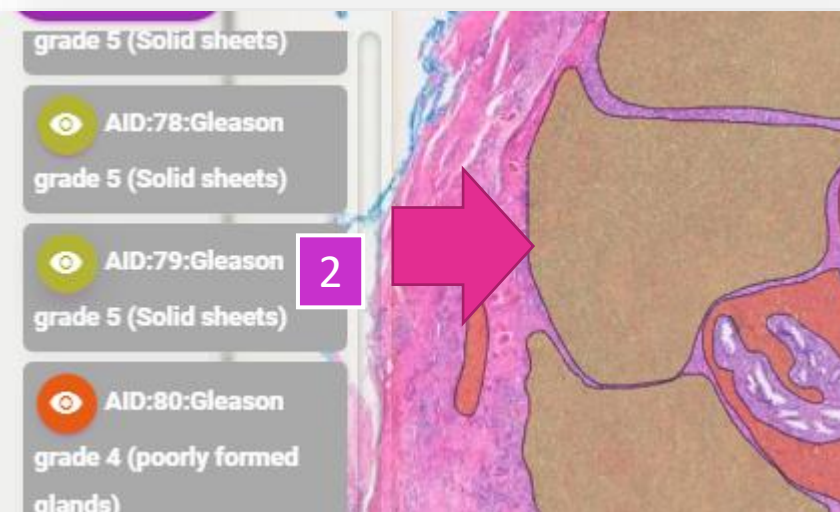 grade 5 (Solid sheets)
AID:78:Gleason
grade 5 (Solid sheets)
AID:79:Gleason
grade 5 (Solid sheets)
2
AID:80:Gleason
grade 4 (poorly formed
glands)